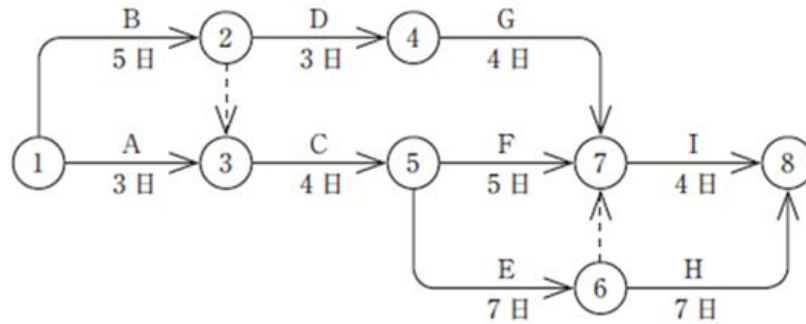 B D G
② ④
5日 3日 4日
A C F I
① ③ ⑤ ⑦ ⑧
3日 4日 5日 4日
E H
⑥
7日 7日